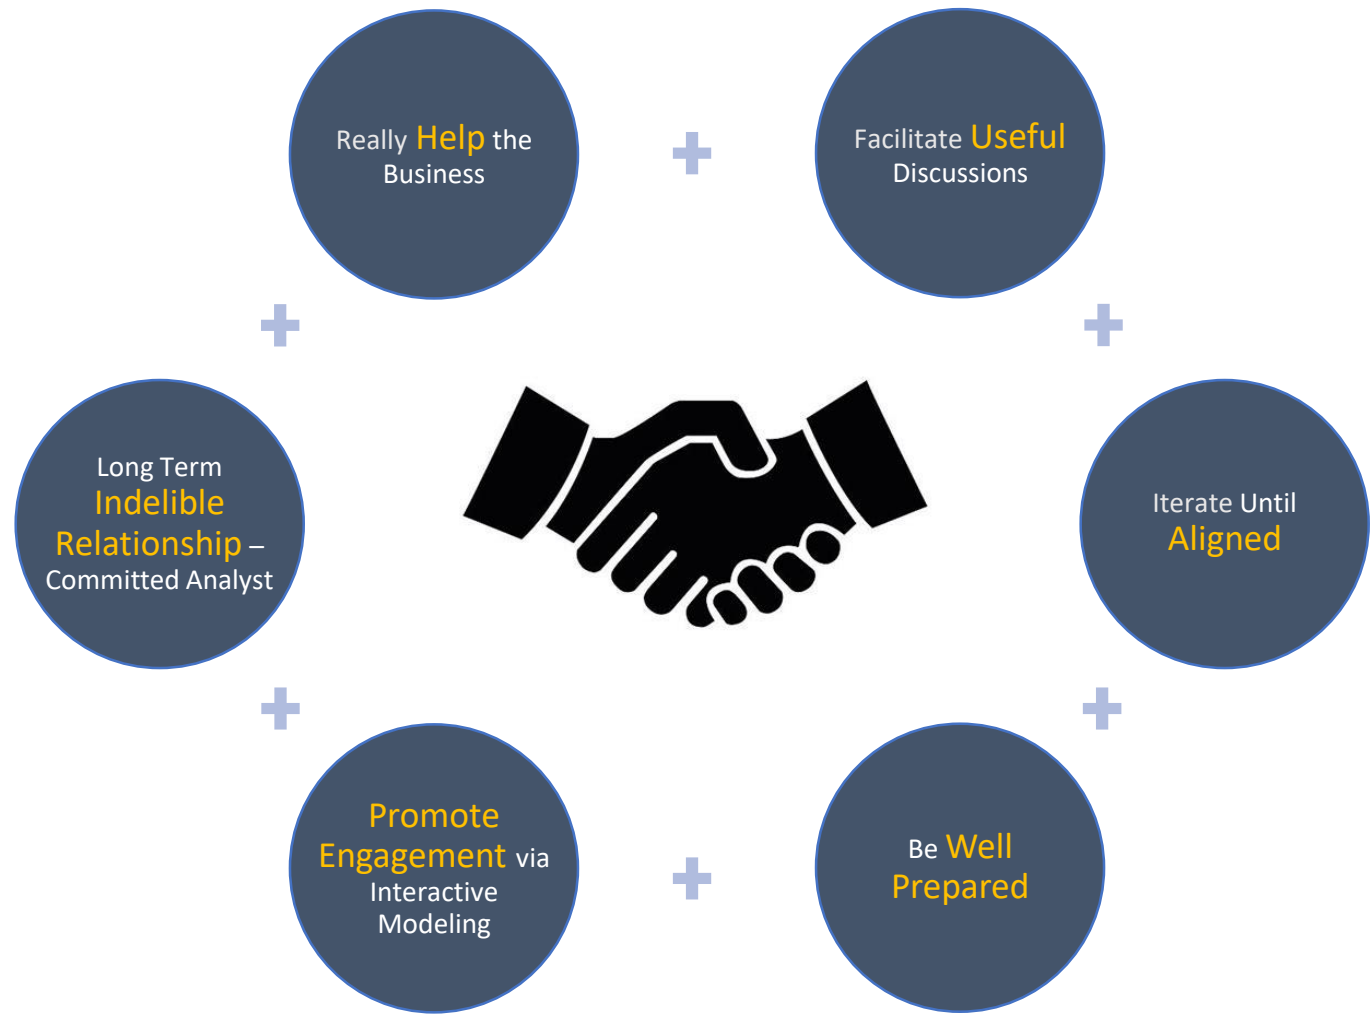 Really Help the
Business
Facilitate Useful
Discussions
Long Term
Indelible
Relationship –
Committed Analyst
Iterate Until
Aligned
Promote
Engagement via
Interactive
Modeling
Be Well
Prepared